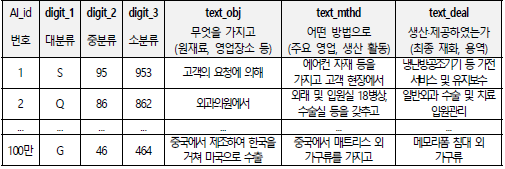 AI_id digit_1 digit_2 digit_3 text_obj text_mthd text_deal
번호 대분류 중분류 소분류 무엇을 가지고 (원재료, 영업장소 등) 어떤 방법으로 (주요 영업, 생산 활동) 생산·제공하였는가 (최종 재화, 용역)
1 S 95 953 고객의 요청에 의해 에어컨 자재 등을 가지고 고객 현장에서 냉난방공조기기 등 가전 서비스 및 유지보수
2 Q 86 862 외과의원에서 외래 및 입원실 18병상, 수술실 등을 갖추고 일반외과 수술 및 치료 입원관리
... ... ... ... ... ... ...
100만 G 46 464 중국에서 제조하여 한국을 거쳐 미국으로 수출 중국에서 매트리스 외 가구류를 가지고 메모리폼 침대 외 가구류